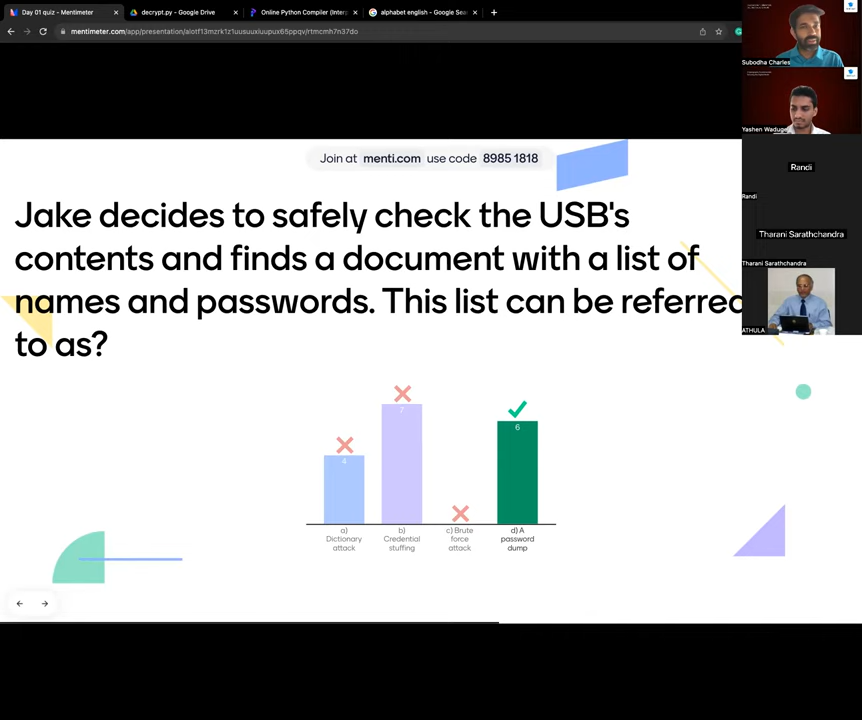 Day 01 quiz - Mentimeter
decrypt.py - Google Drive
Online Python Compiler (Interp
alphabet english - Google Sea
mentimeter.com/app/presentation/alotf13mzrk1z1uusuuxiuupux65ppqv/rtmcmh7n37do
Join at menti.com use code 8985 1818
Jake decides to safely check the USB's
contents and finds a document with a list of
names and passwords. This list can be referred
to as?
4
7
6
a)
Dictionary
attack
b)
Credential
stuffing
c) Brute
force
attack
d) A
password
dump
Subodha Charles
Yashen Waduge
Randi
Randi
Tharani Sarathchandra
Tharani Sarathchandra
ATHULA